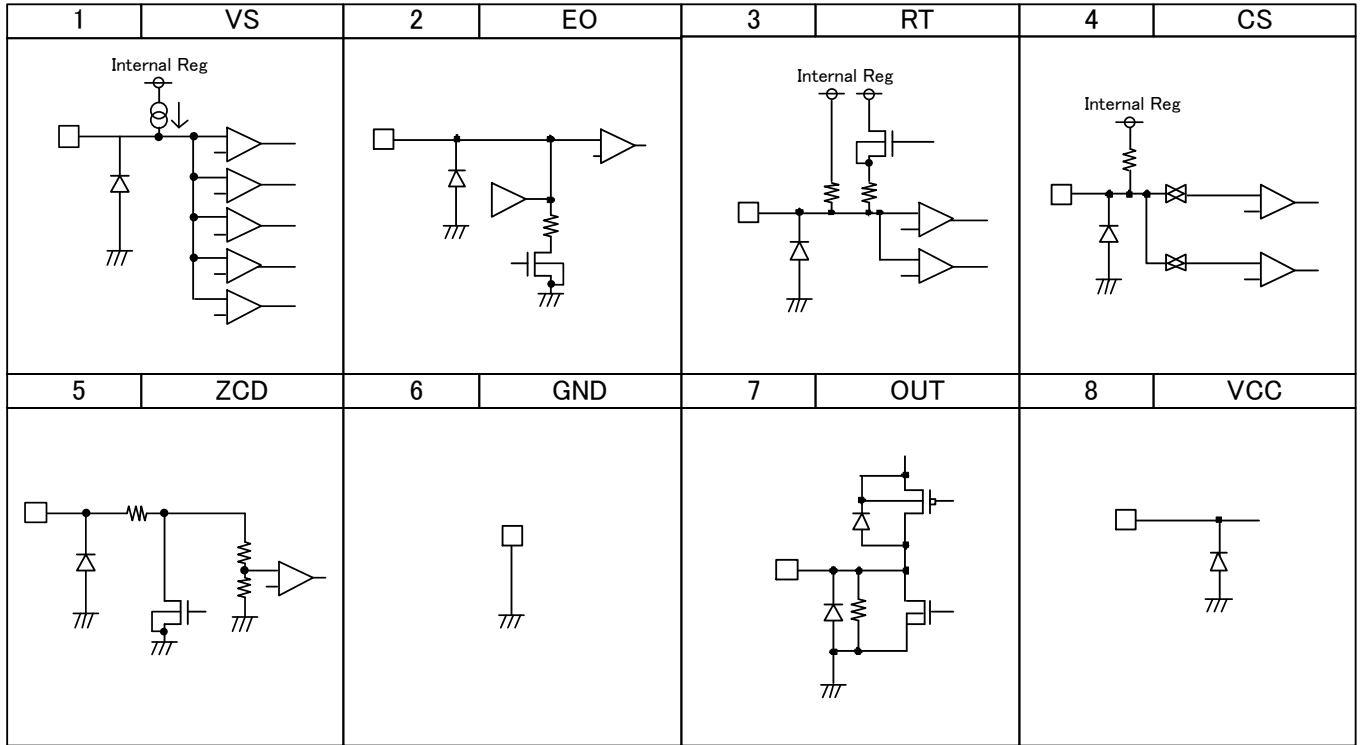 1 VS 2 EO 3 RT 4 CS
Internal Reg
Internal Reg
Internal Reg
5 ZCD 6 GND 7 OUT 8 VCC